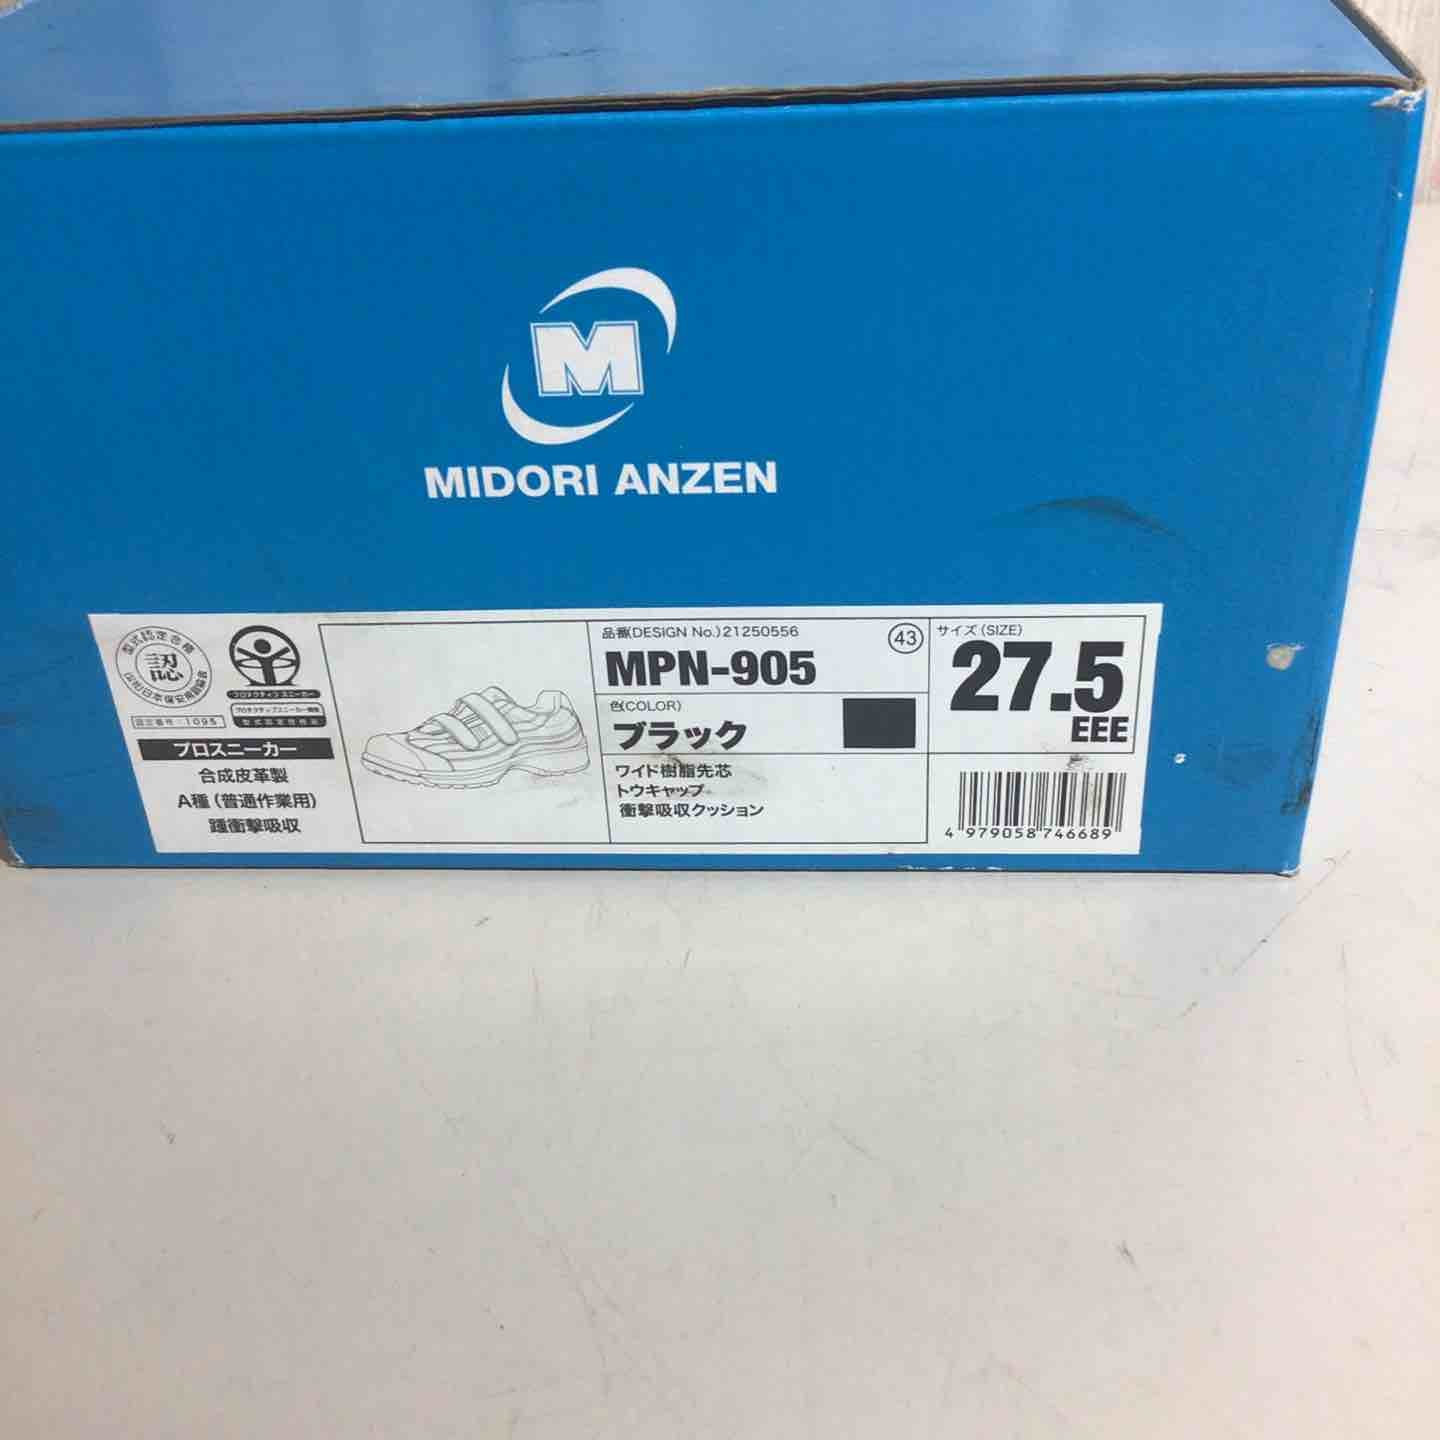 M
MIDORI ANZEN
型式認定合格
認
(公社)日本保安用品協会
認定番号:1095
プロテクティブ スニーカー
プロテクティブスニーカー規格
型式認定合格品
プロスニーカー
合成皮革製
A種(普通作業用)
踵衝撃吸収
品番(DESIGN No.)21250556
43
MPN-905
色(COLOR)
ブラック
ワイド樹脂先芯
トウキャップ
衝撃吸収クッション
サイズ(SIZE)
27.5
EEE
4 979058 746689